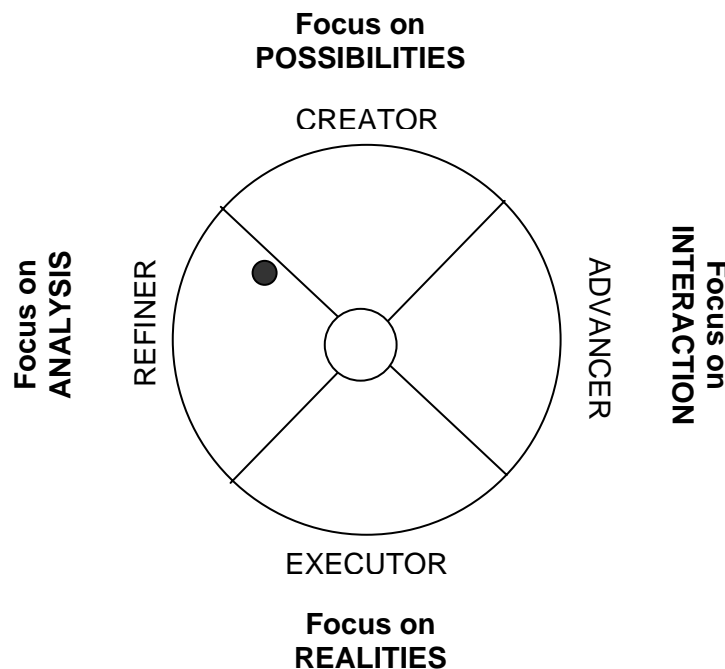 Focus on
POSSIBILITIES
CREATOR
Focus on
ANALYSIS
REFINER
ADVANCER
Focus on
INTERACTION
EXECUTOR
Focus on
REALITIES